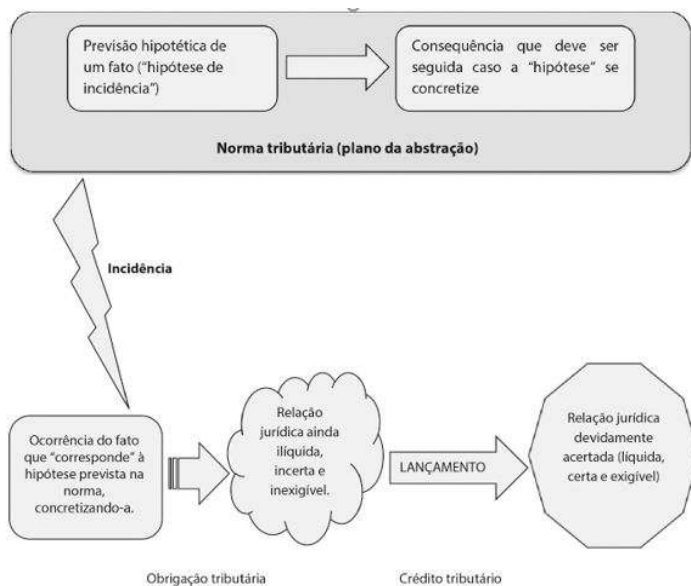 Previsão hipotética de
um fato ("hipótese de
incidência")
Consequência que deve ser
seguida caso a "hipótese" se
concretize
Norma tributária (plano da abstração)
Incidência
Ocorrência do fato
que "corresponde" à
hipótese prevista na
norma,
concretizando-a.
Relação
jurídica ainda
ilíquida,
incerta e
inexigível.
LANÇAMENTO
Relação jurídica
devidamente
acertada (líquida,
certa e exigível)
Obrigação tributária
Crédito tributário